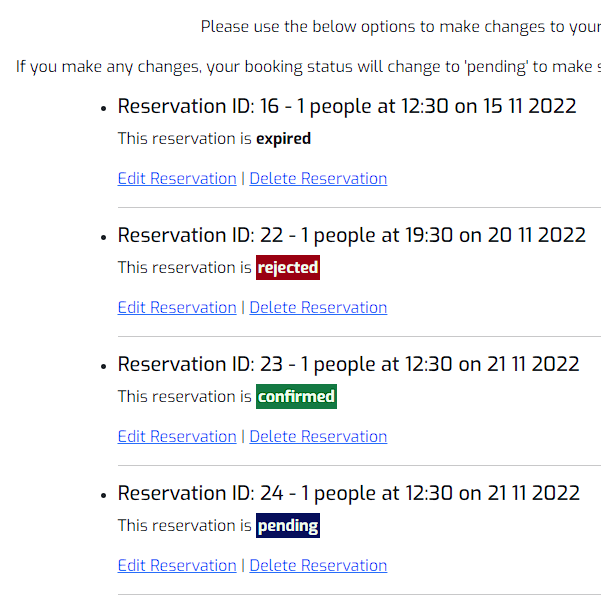 Please use the below options to make changes to your
If you make any changes, your booking status will change to 'pending' to make
Reservation ID: 16 - 1 people at 12:30 on 15 11 2022
This reservation is expired
Edit Reservation | Delete Reservation
Reservation ID: 22 - 1 people at 19:30 on 20 11 2022
This reservation is rejected
Edit Reservation | Delete Reservation
Reservation ID: 23 - 1 people at 12:30 on 21 11 2022
This reservation is confirmed
Edit Reservation | Delete Reservation
Reservation ID: 24 - 1 people at 12:30 on 21 11 2022
This reservation is pending
Edit Reservation | Delete Reservation